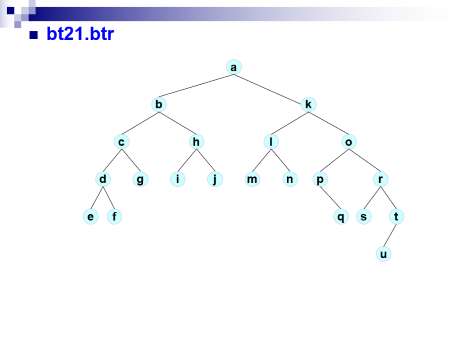 bt21.btr
a
b k
c h l o
d g i j m n p r
e f q s t
u